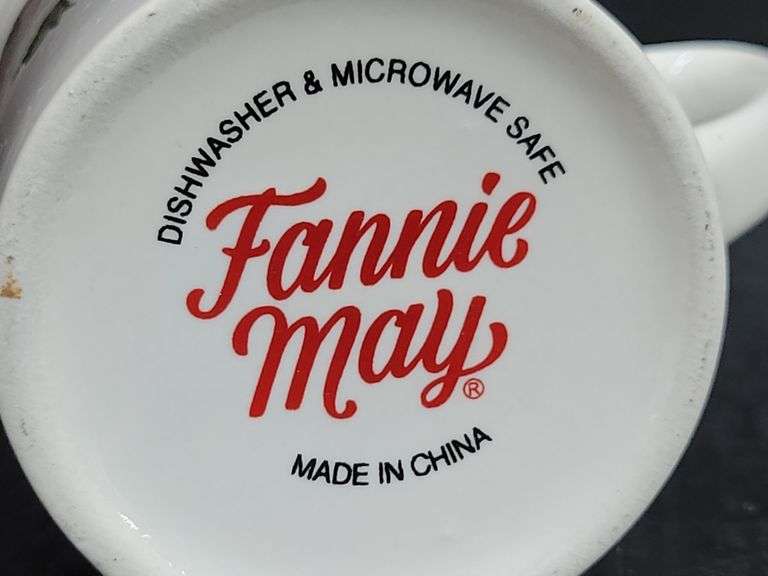 DISHWASHER & MICROWAVE SAFE
Fannie
May®
MADE IN CHINA